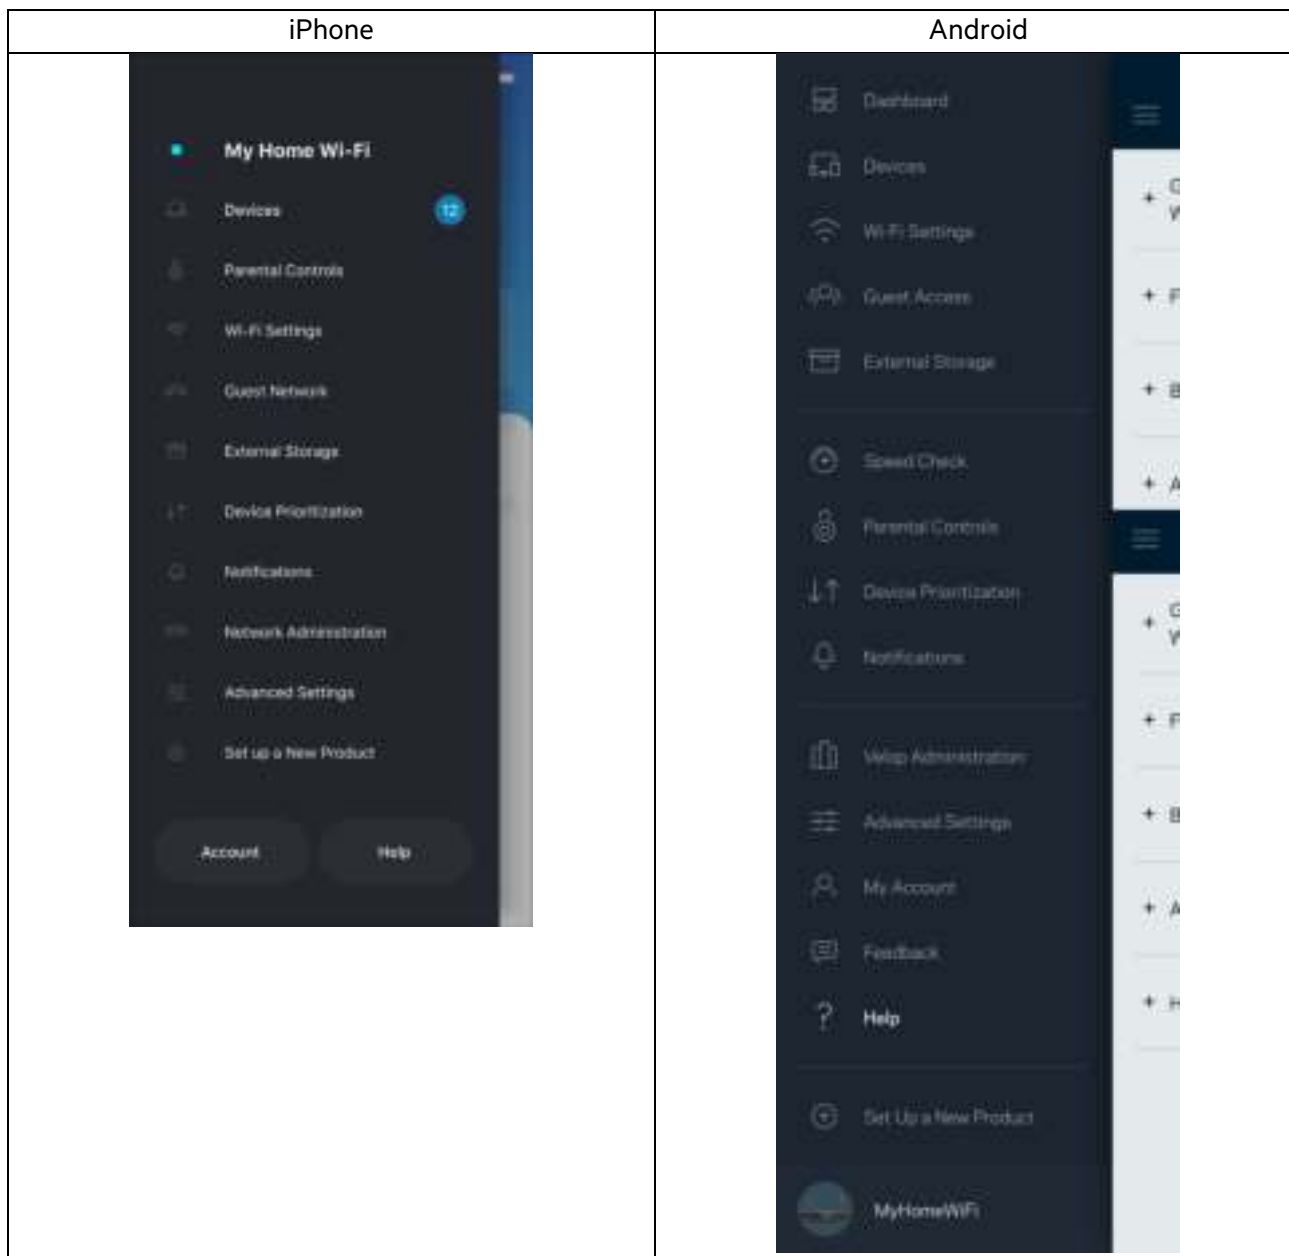 iPhone
Android
My Home Wi-Fi
Devices 12
Parental Controls
Wi-Fi Settings
Guest Network
External Storage
Device Prioritization
Notifications
Network Administration
Advanced Settings
Set up a New Product
Account Help
Dashboard
Devices
Wi-Fi Settings
Guest Access
External Storage
Speed Check
Parental Controls
Device Prioritization
Notifications
Velop Administration
Advanced Settings
My Account
Feedback
? Help
Set Up a New Product
MyHomeWiFi
+ F
+ B
+ A
+ F
+ B
+ A
+ H